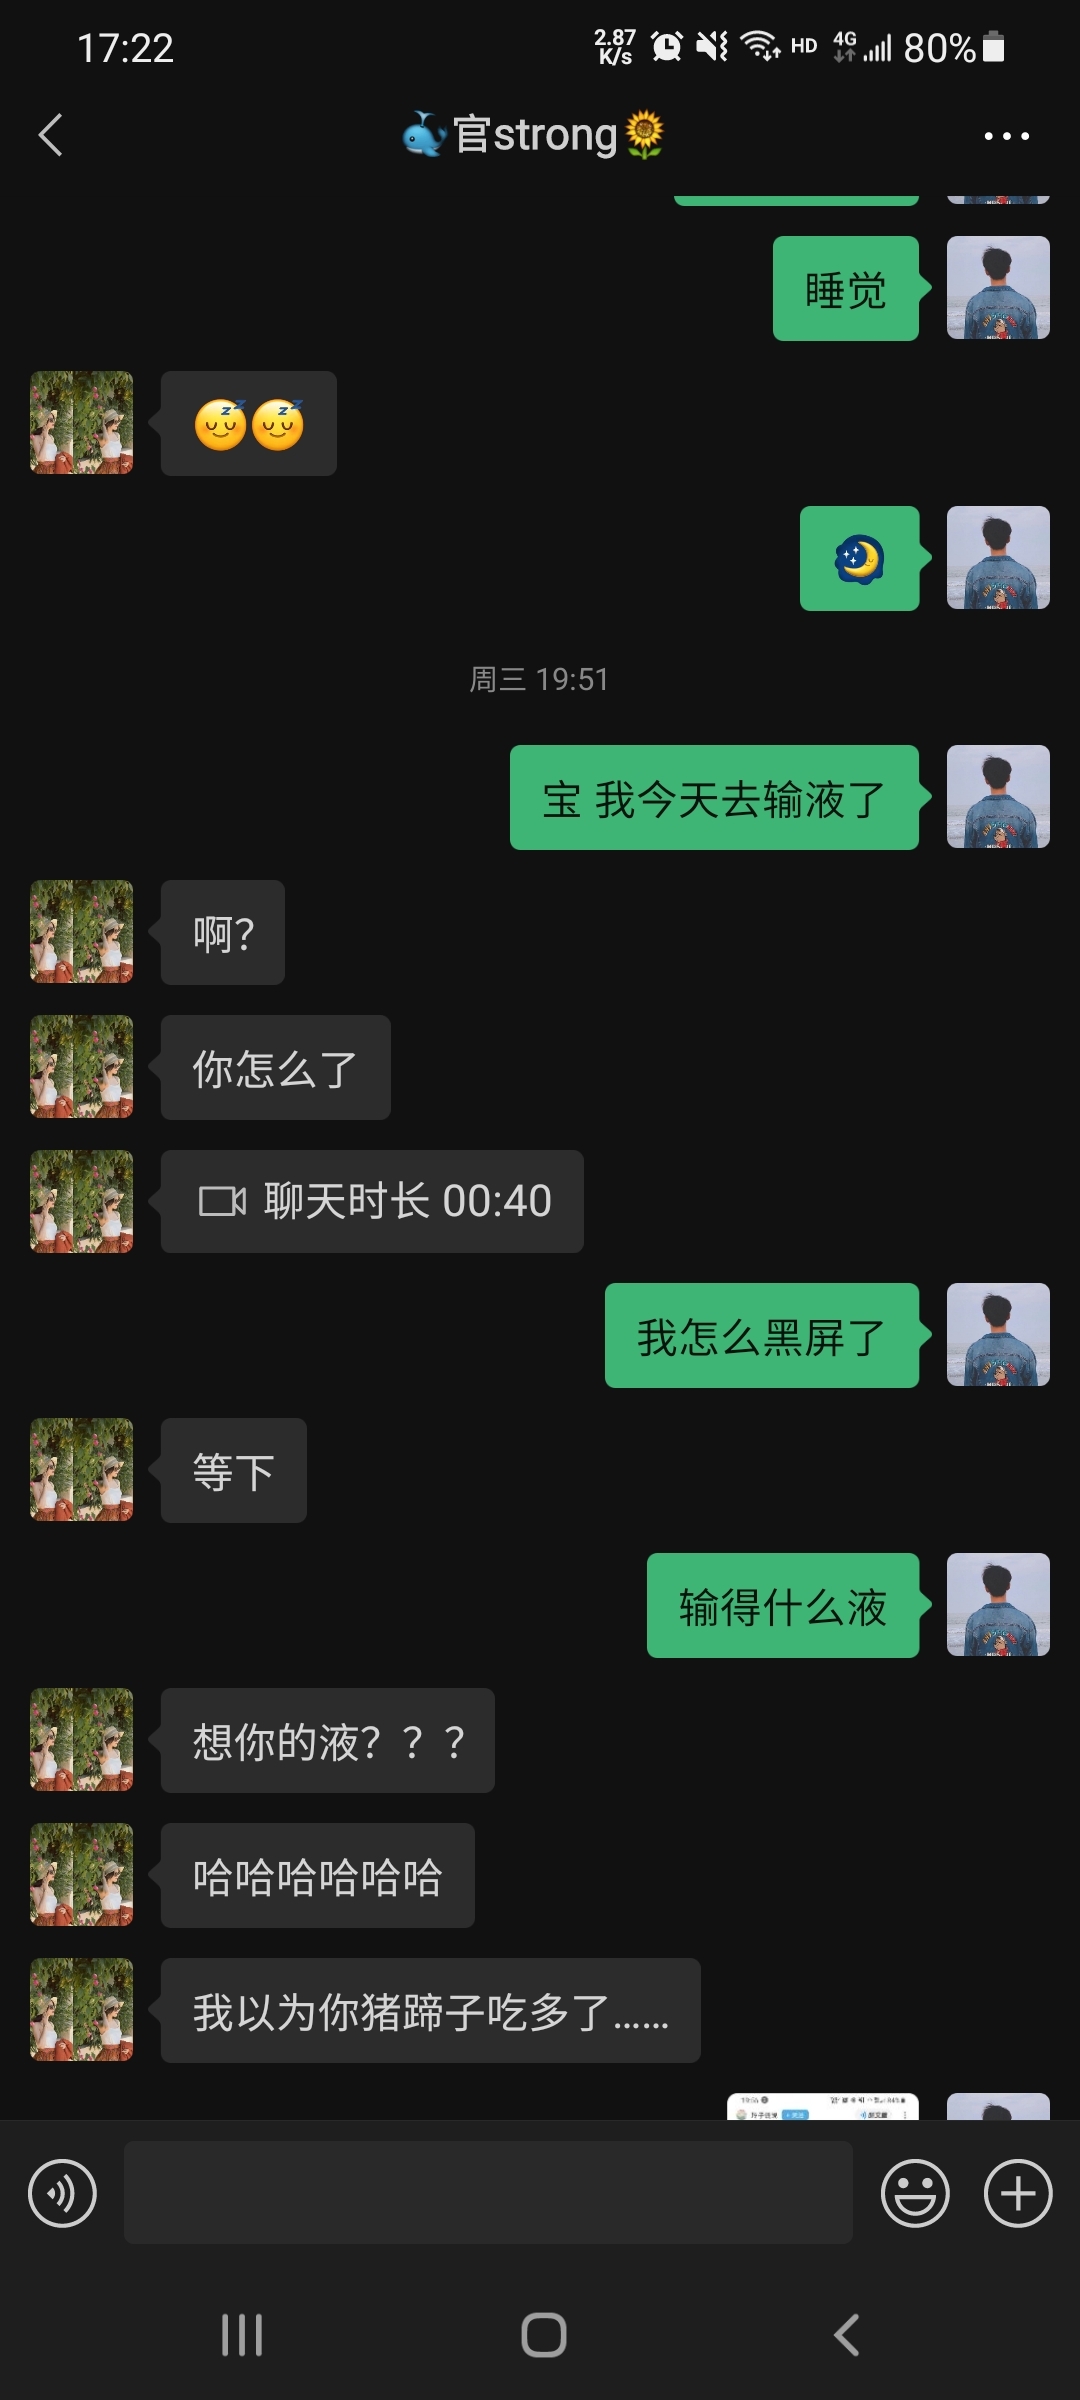 17:22
2.87 K/s HD 4G 80%
官strong
睡觉
周三 19:51
宝 我今天去输液了
啊？
你怎么了
聊天时长 00:40
我怎么黑屏了
等下
输得什么液
想你的液？？？
哈哈哈哈哈哈
我以为你猪蹄子吃多了……